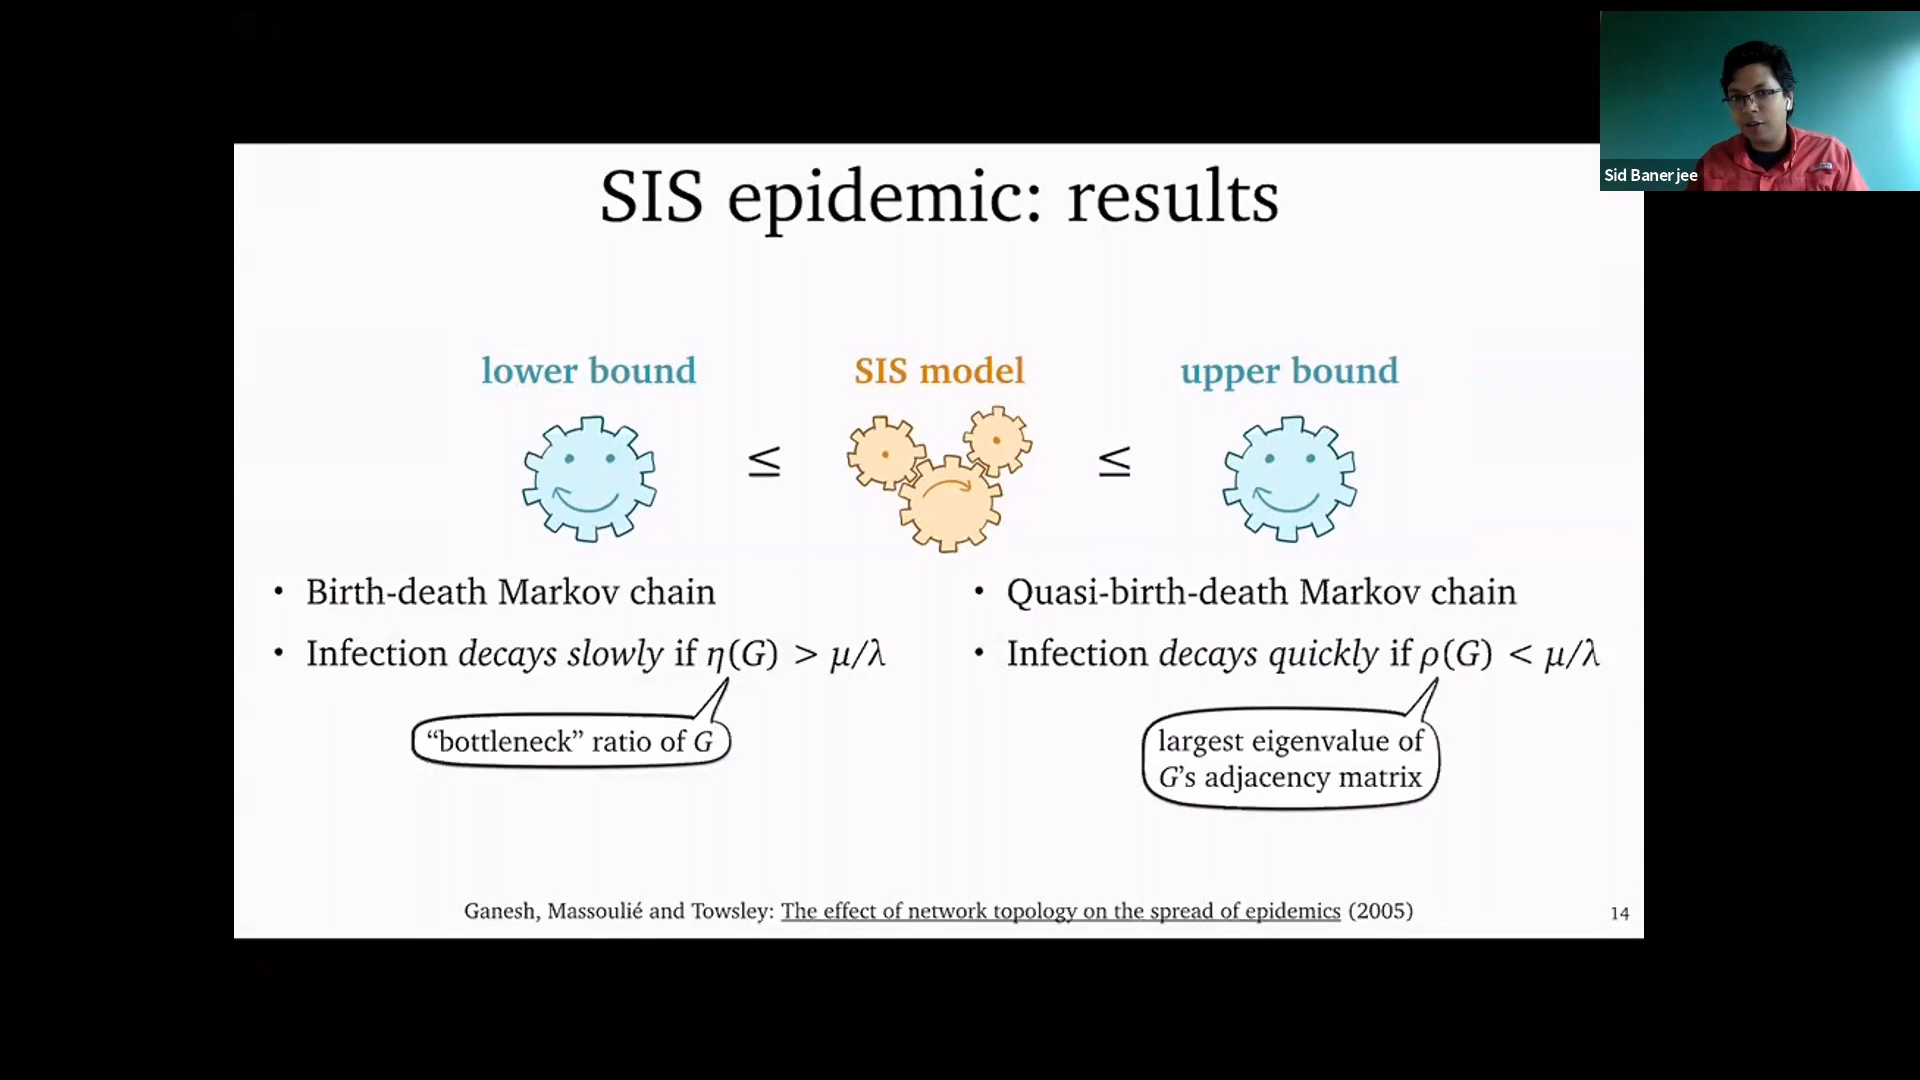 Sid Banerjee
SIS epidemic: results
lower bound
SIS model
upper bound
≤
≤
• Birth-death Markov chain
• Infection decays slowly if η(G) > μ/λ
“bottleneck” ratio of G
• Quasi-birth-death Markov chain
• Infection decays quickly if ρ(G) < μ/λ
largest eigenvalue of
G’s adjacency matrix
Ganesh, Massoulié and Towsley: The effect of network topology on the spread of epidemics (2005)
14